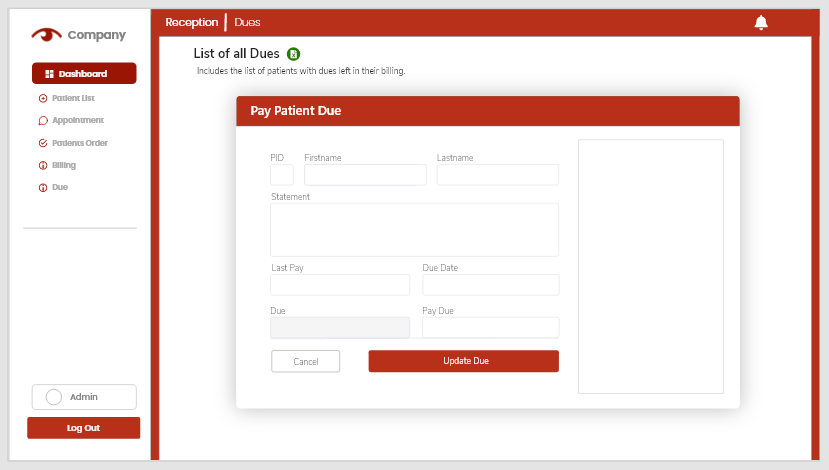 Company
Dashboard
Patient List
Appointment
Patients Order
Billing
Due
Admin
Log Out
Reception | Dues
List of all Dues
Includes the list of patients with dues left in their billing.
Pay Patient Due
PID Firstname Lastname
Statement
Last Pay Due Date
Due Pay Due
Cancel Update Due